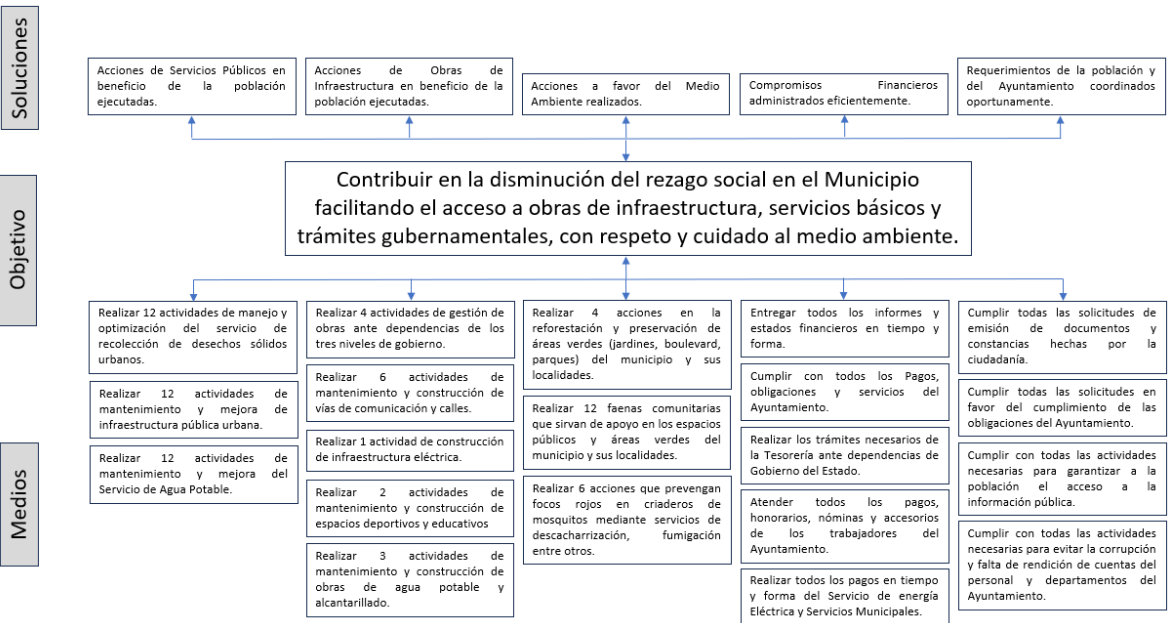 Soluciones
Acciones de Servicios Públicos en
beneficio de la población
ejecutadas.
Acciones de Obras de
Infraestructura en beneficio de la
población ejecutadas.
Acciones a favor del Medio
Ambiente realizados.
Compromisos Financieros
administrados eficientemente.
Requerimientos de la población y
del Ayuntamiento coordinados
oportunamente.
Objetivo
Contribuir en la disminución del rezago social en el Municipio
facilitando el acceso a obras de infraestructura, servicios básicos y
trámites gubernamentales, con respeto y cuidado al medio ambiente.
Medios
Realizar 12 actividades de manejo y
optimización del servicio de
recolección de desechos sólidos
urbanos.
Realizar 12 actividades de
mantenimiento y mejora de
infraestructura pública urbana.
Realizar 12 actividades de
mantenimiento y mejora del
Servicio de Agua Potable.
Realizar 4 actividades de gestión de
obras ante dependencias de los
tres niveles de gobierno.
Realizar 6 actividades de
mantenimiento y construcción de
vías de comunicación y calles.
Realizar 1 actividad de construcción
de infraestructura eléctrica.
Realizar 2 actividades de
mantenimiento y construcción de
espacios deportivos y educativos
Realizar 3 actividades de
mantenimiento y construcción de
obras de agua potable y
alcantarillado.
Realizar 4 acciones en la
reforestación y preservación de
áreas verdes (jardines, boulevard,
parques) del municipio y sus
localidades.
Realizar 12 faenas comunitarias
que sirvan de apoyo en los espacios
públicos y áreas verdes del
municipio y sus localidades.
Realizar 6 acciones que prevengan
focos rojos en criaderos de
mosquitos mediante servicios de
descacharrización, fumigación
entre otros.
Entregar todos los informes y
estados financieros en tiempo y
forma.
Cumplir con todos los Pagos,
obligaciones y servicios del
Ayuntamiento.
Realizar los trámites necesarios de
la Tesorería ante dependencias de
Gobierno del Estado.
Atender todos los pagos,
honorarios, nóminas y accesorios
de los trabajadores del
Ayuntamiento.
Realizar todos los pagos en tiempo
y forma del Servicio de energía
Eléctrica y Servicios Municipales.
Cumplir todas las solicitudes de
emisión de documentos y
constancias hechas por la
ciudadanía.
Cumplir todas las solicitudes en
favor del cumplimiento de las
obligaciones del Ayuntamiento.
Cumplir con todas las actividades
necesarias para garantizar a la
población el acceso a la
información pública.
Cumplir con todas las actividades
necesarias para evitar la corrupción
y falta de rendición de cuentas del
personal y departamentos del
Ayuntamiento.